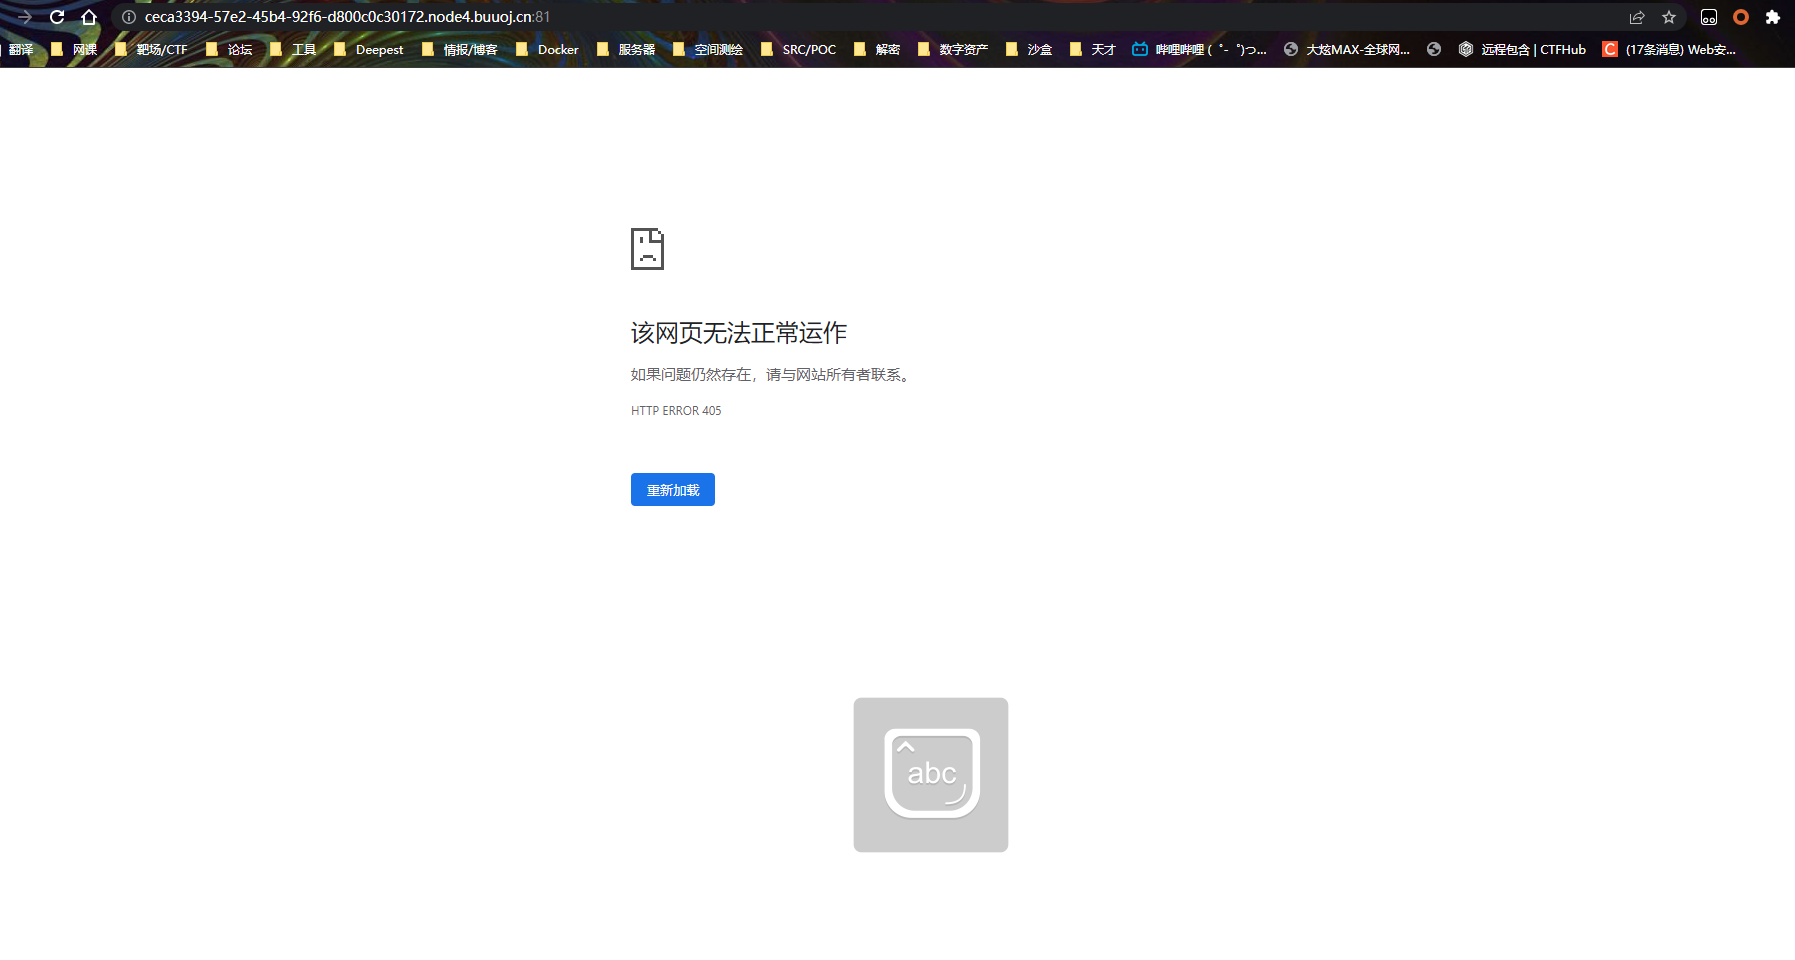 ceca3394-57e2-45b4-92f6-d800c0c30172.node4.buuoj.cn:81
翻译 网课 靶场/CTF 论坛 工具 Deepest 情报/博客 Docker 服务器 空间测绘 SRC/POC 解密 数字资产 沙盒 天才 哔哩哔哩 ( ゜- ゜)つ... 大炫MAX-全球网... 远程包含 | CTFHub C (17条消息) Web安...
该网页无法正常运作
如果问题仍然存在，请与网站所有者联系。
HTTP ERROR 405
重新加载
abc